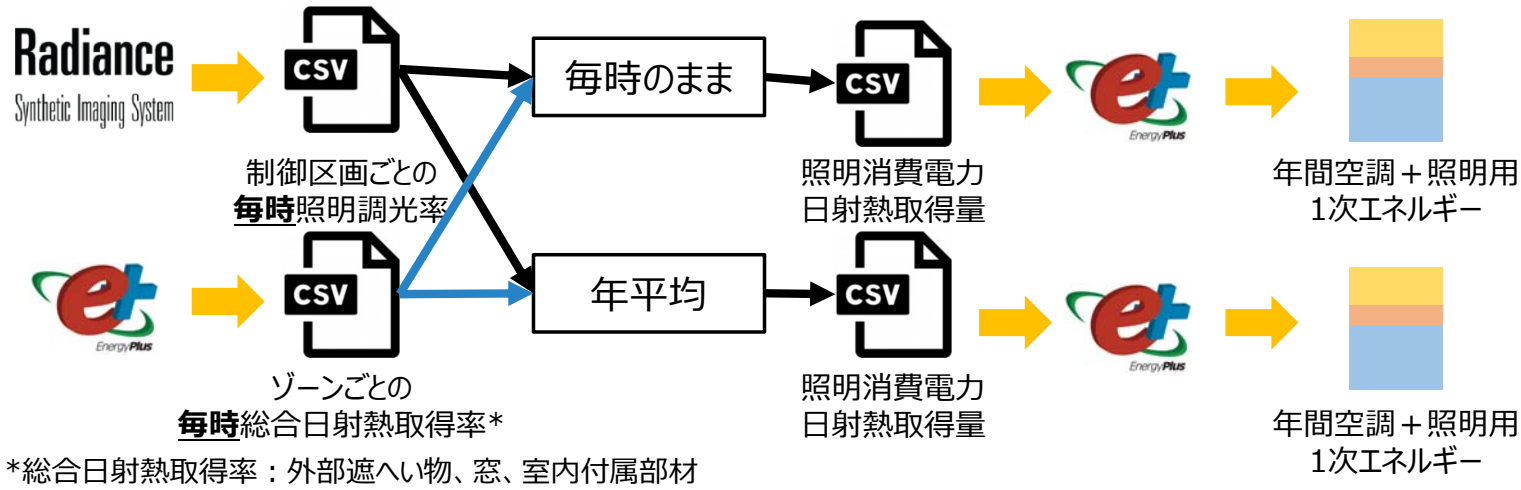 Radiance
Synthetic Imaging System
CSV
毎時のまま
CSV
e+
EnergyPlus
制御区画ごとの
毎時照明調光率
照明消費電力
日射熱取得量
年間空調＋照明用
1次エネルギー
e+
EnergyPlus
CSV
年平均
CSV
e+
EnergyPlus
ゾーンごとの
毎時総合日射熱取得率*
照明消費電力
日射熱取得量
年間空調＋照明用
1次エネルギー
*総合日射熱取得率：外部遮へい物、窓、室内付属部材